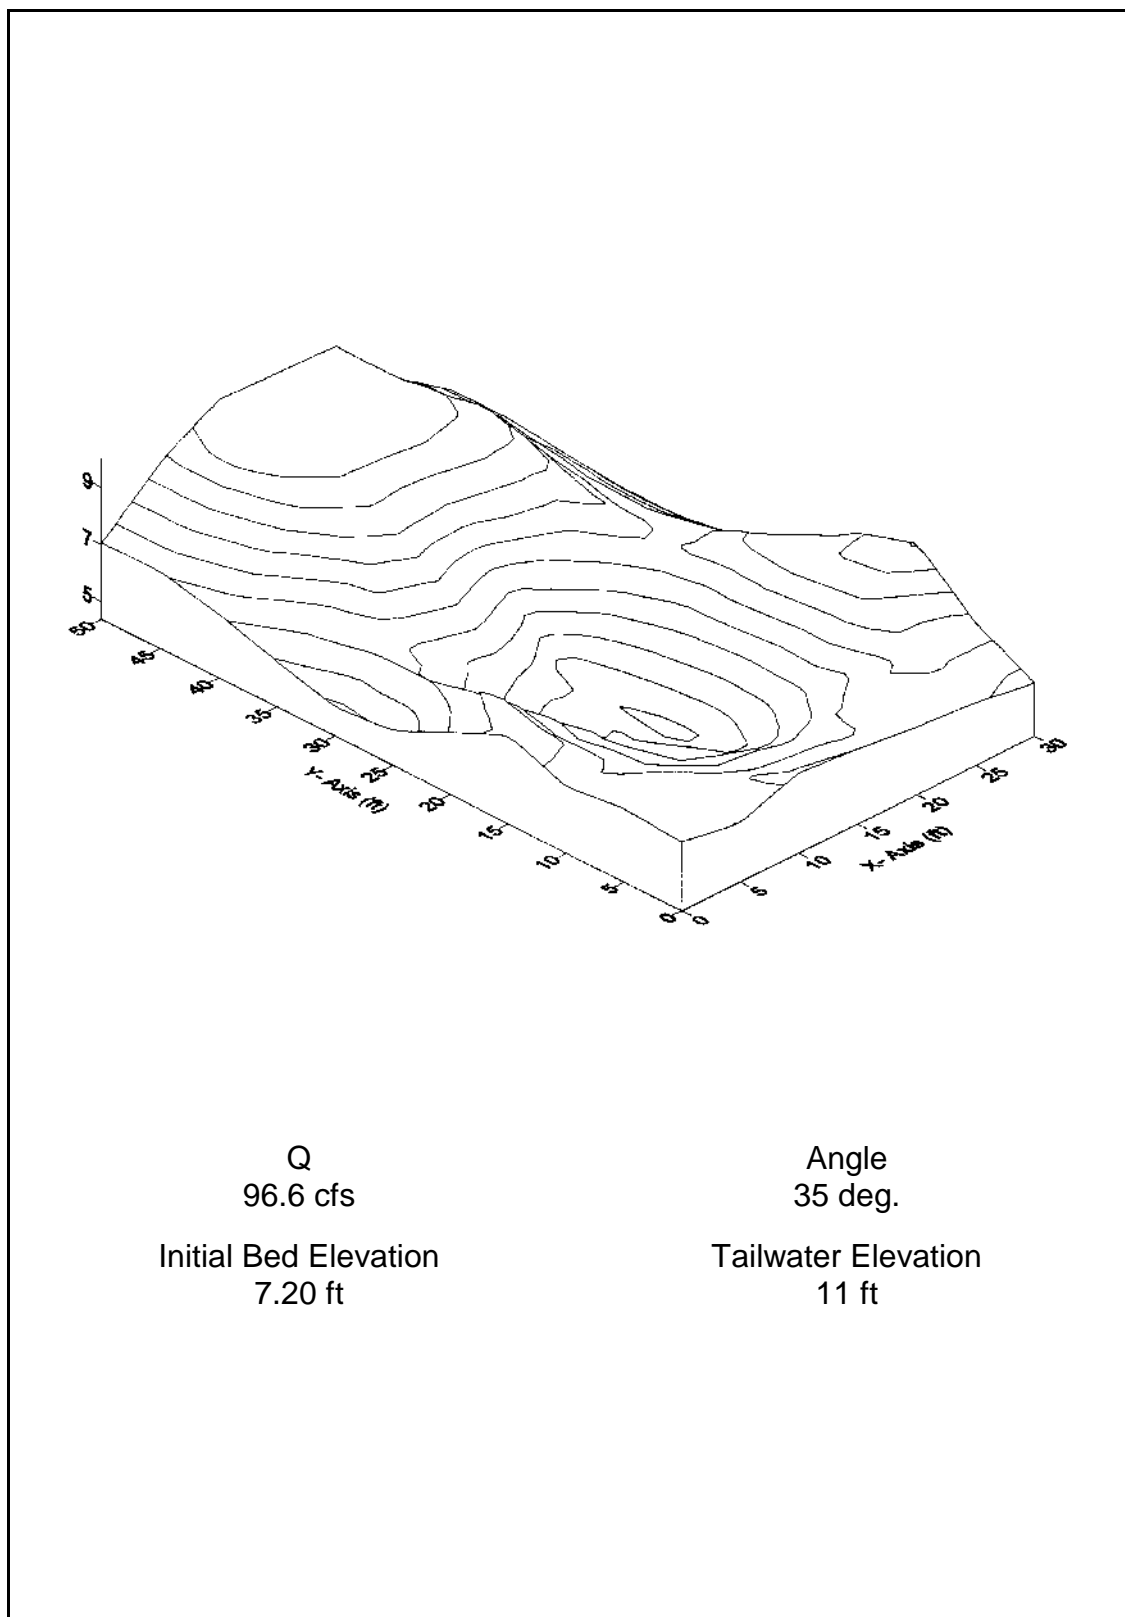 9
7
5
50
45
40
35
30
25
20
15
10
5
0
Y- Axis (ft)
0
5
10
15
20
25
30
X- Axis (ft)
Q
96.6 cfs
Angle
35 deg.
Initial Bed Elevation
7.20 ft
Tailwater Elevation
11 ft